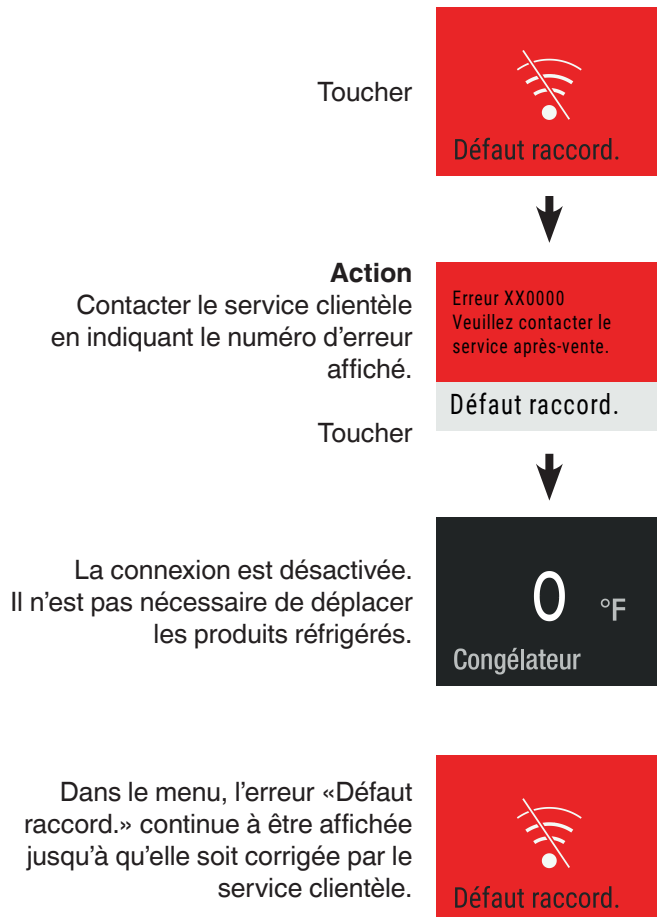 Toucher
Défaut raccord.
Action
Contacter le service clientèle
en indiquant le numéro d'erreur
affiché.
Erreur XX0000
Veuillez contacter le
service après-vente.
Défaut raccord.
Toucher
La connexion est désactivée.
Il n'est pas nécessaire de déplacer
les produits réfrigérés.
0 °F
Congélateur
Dans le menu, l'erreur «Défaut
raccord.» continue à être affichée
jusqu'à qu'elle soit corrigée par le
service clientèle.
Défaut raccord.